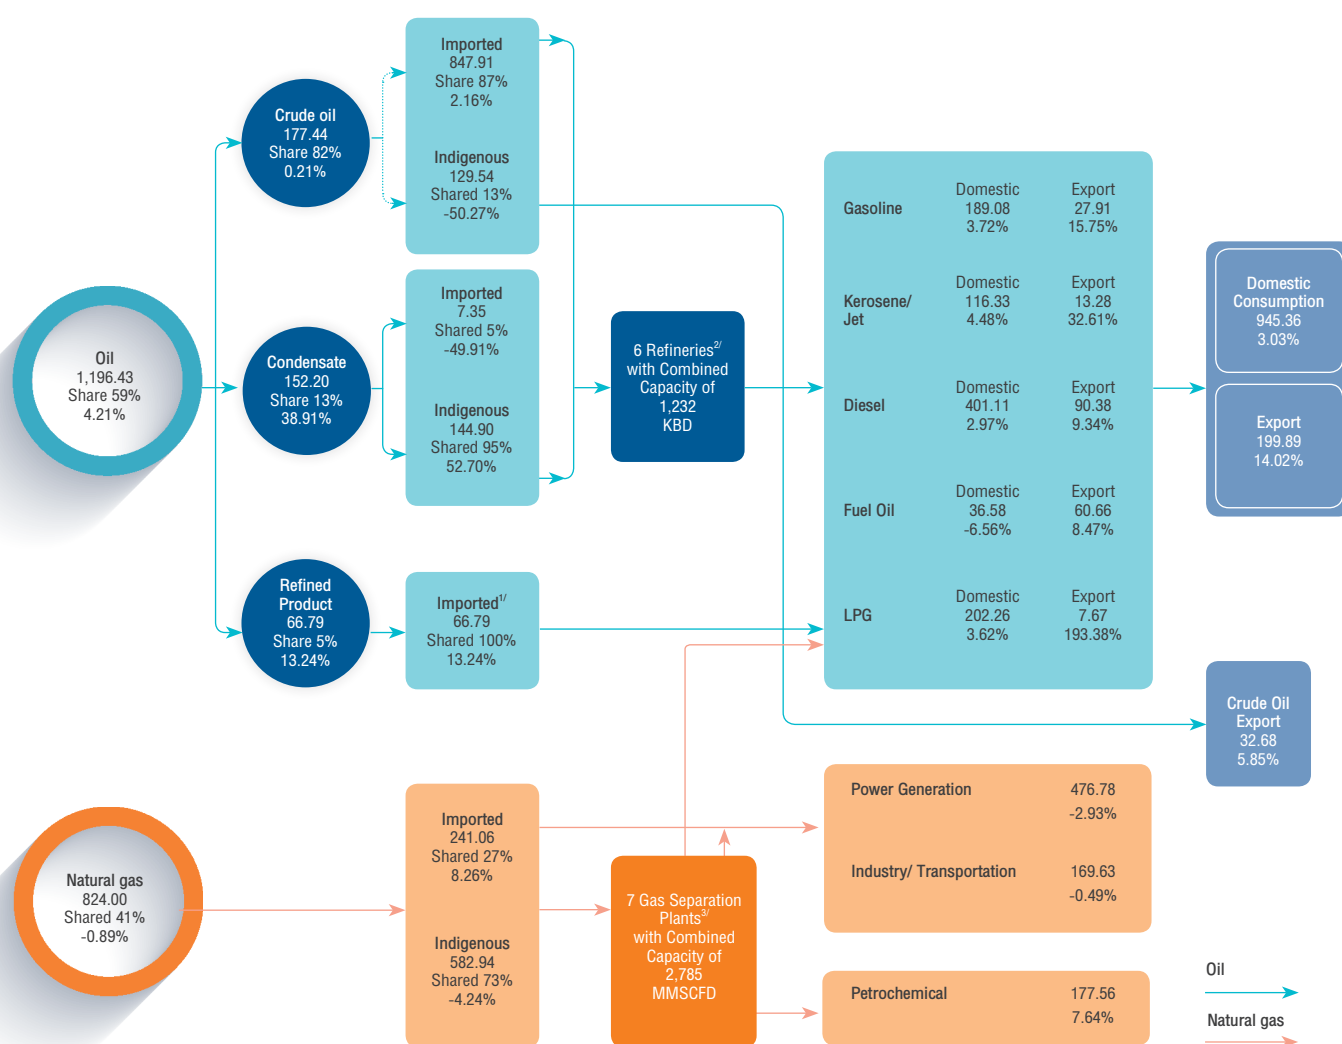 Oil
1,196.43
Share 59%
4.21%
Crude oil
177.44
Share 82%
0.21%
Condensate
152.20
Share 13%
38.91%
Refined
Product
66.79
Share 5%
13.24%
Imported
847.91
Share 87%
2.16%
Indigenous
129.54
Shared 13%
-50.27%
Imported
7.35
Shared 5%
-49.91%
Indigenous
144.90
Shared 95%
52.70%
Imported1/
66.79
Shared 100%
13.24%
6 Refineries2/
with Combined
Capacity of
1,232
KBD
Domestic Export
Gasoline 189.08 27.91
3.72% 15.75%
Domestic Export
Kerosene/ 116.33 13.28
Jet 4.48% 32.61%
Domestic Export
Diesel 401.11 90.38
2.97% 9.34%
Domestic Export
Fuel Oil 36.58 60.66
-6.56% 8.47%
Domestic Export
LPG 202.26 7.67
3.62% 193.38%
Domestic
Consumption
945.36
3.03%
Export
199.89
14.02%
Crude Oil
Export
32.68
5.85%
Natural gas
824.00
Shared 41%
-0.89%
Imported
241.06
Shared 27%
8.26%
Indigenous
582.94
Shared 73%
-4.24%
7 Gas Separation
Plants3/
with Combined
Capacity of
2,785
MMSCFD
Power Generation 476.78
-2.93%
Industry/ Transportation 169.63
-0.49%
Petrochemical 177.56
7.64%
Oil
Natural gas